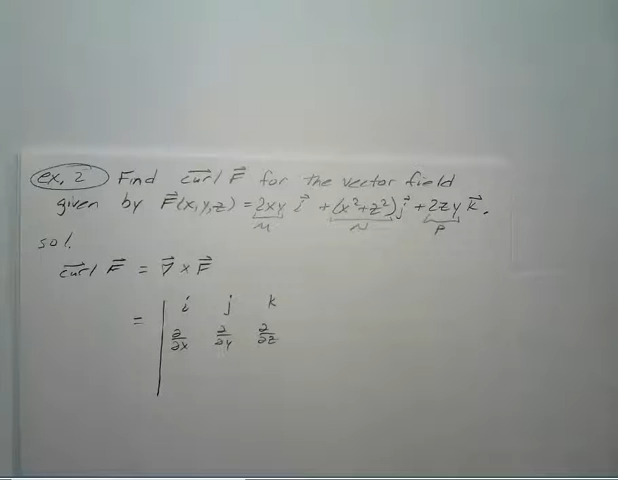 ex. 2 Find curl F⃗ for the vector field
given by F⃗(x,y,z) = 2xy i⃗ + (x²+z²) j⃗ + 2zy k⃗.
M N P
sol.
curl F⃗ = ∇⃗ × F⃗
= | i j k
∂/∂x ∂/∂y ∂/∂z